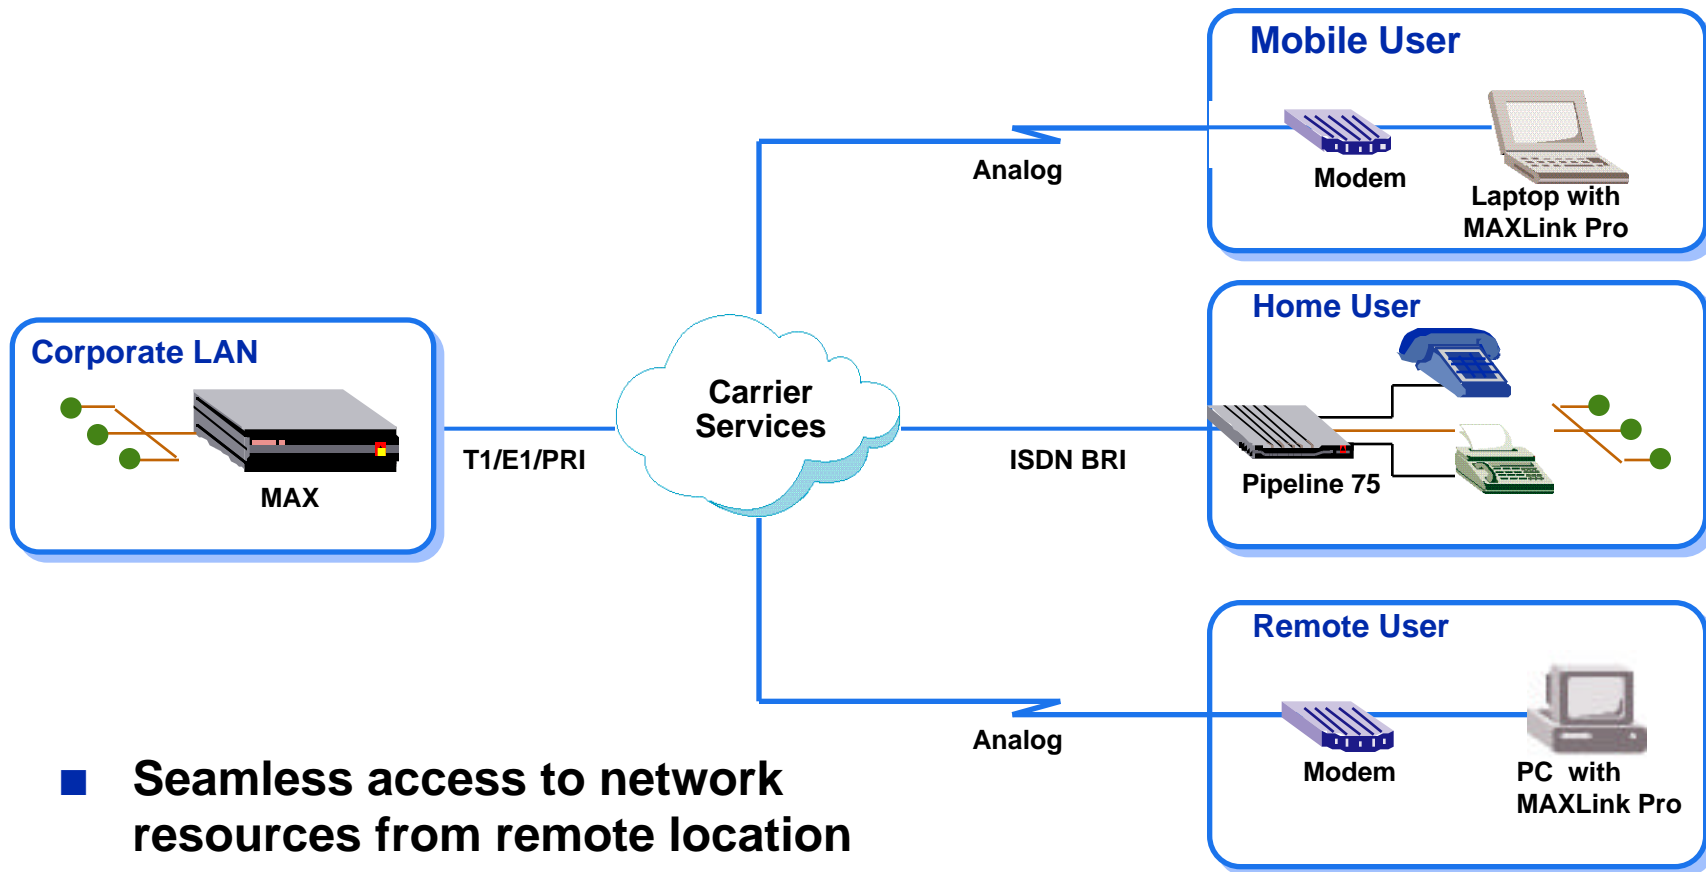 Mobile User
Analog
Modem
Laptop with
MAXLink Pro
Home User
Corporate LAN
Carrier
Services
T1/E1/PRI
ISDN BRI
MAX
Pipeline 75
Remote User
Analog
Modem
PC with
MAXLink Pro
■ Seamless access to network
resources from remote location